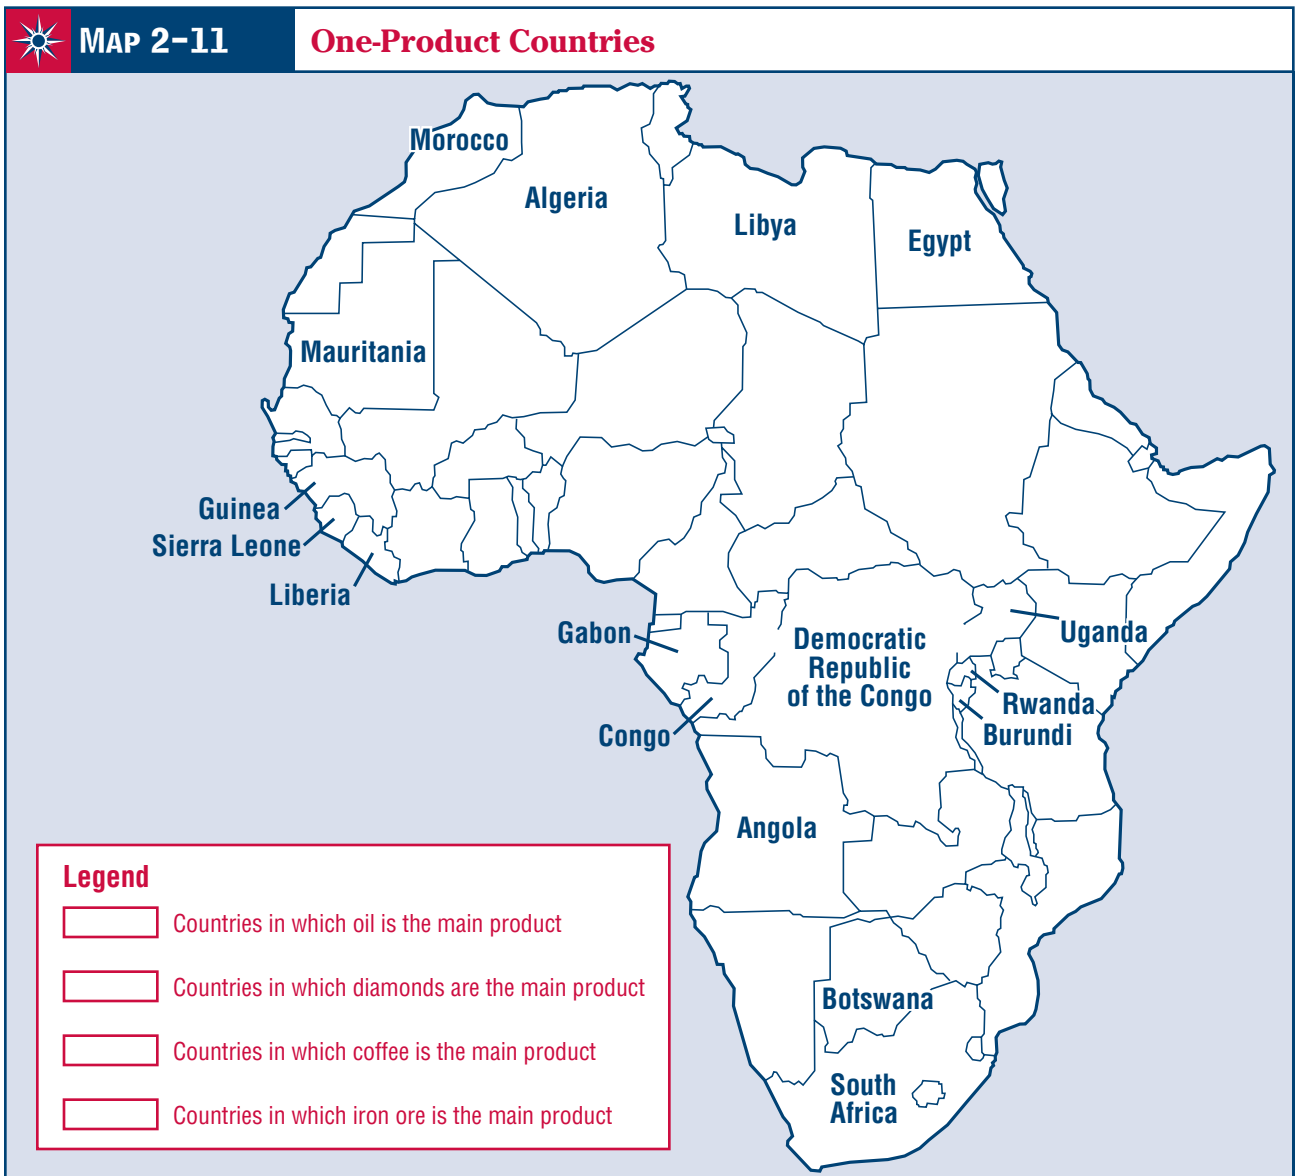 MAP 2-11
One-Product Countries
Morocco
Algeria
Libya
Egypt
Mauritania
Guinea
Sierra Leone
Liberia
Gabon
Congo
Democratic
Republic
of the Congo
Uganda
Rwanda
Burundi
Angola
Botswana
South
Africa
Legend
Countries in which oil is the main product
Countries in which diamonds are the main product
Countries in which coffee is the main product
Countries in which iron ore is the main product